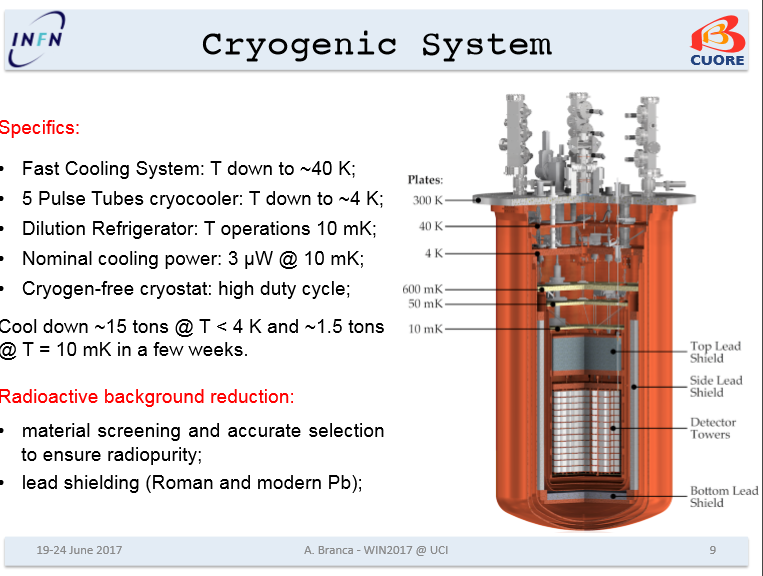 INFN
Cryogenic System
CUORE
Specifics:
• Fast Cooling System: T down to ~40 K;
• 5 Pulse Tubes cryocooler: T down to ~4 K;
• Dilution Refrigerator: T operations 10 mK;
• Nominal cooling power: 3 μW @ 10 mK;
• Cryogen-free cryostat: high duty cycle;
Cool down ~15 tons @ T < 4 K and ~1.5 tons
@ T = 10 mK in a few weeks.
Radioactive background reduction:
• material screening and accurate selection
to ensure radiopurity;
• lead shielding (Roman and modern Pb);
Plates:
300 K
40 K
4 K
600 mK
50 mK
10 mK
Top Lead
Shield
Side Lead
Shield
Detector
Towers
Bottom Lead
Shield
19-24 June 2017
A. Branca - WIN2017 @ UCI
9